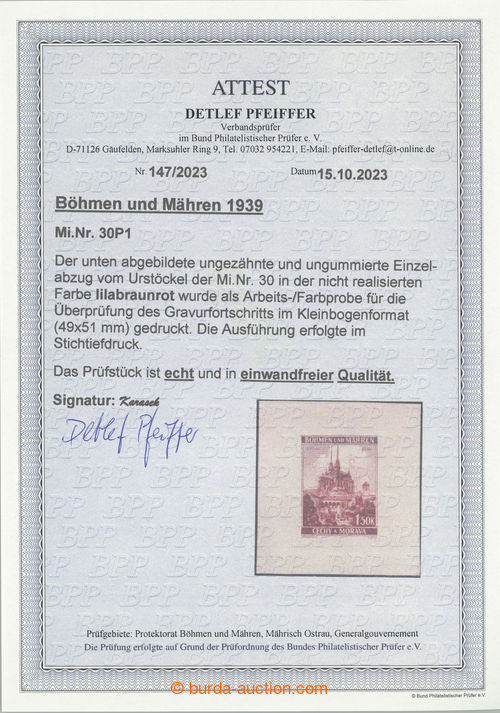 ATTEST
DETLEF PFEIFFER
Verbandsprüfer
im Bund Philatelistischer Prüfer e. V.
D-71126 Gäufelden, Marksuhler Ring 9, Tel. 07032 954221, E-Mail: pfeiffer-detlef@t-online.de
Nr. 147/2023 Datum 15.10.2023
Böhmen und Mähren 1939
Mi.Nr. 30P1
Der unten abgebildete ungezähnte und ungummierte Einzel-
abzug vom Urstöckel der Mi.Nr. 30 in der nicht realisierten
Farbe lilabraunrot wurde als Arbeits-/Farbprobe für die
Überprüfung des Gravurfortschritts im Kleinbogenformat
(49x51 mm) gedruckt. Die Ausführung erfolgte im
Stichtiefdruck.
Das Prüfstück ist echt und in einwandfreier Qualität.
Signatur: Karasek
Detlef Pfeiffer
BÖHMEN UND MÄHREN
1.50K
ČECHY A MORAVA
Prüfgebiete: Protektorat Böhmen und Mähren, Mährisch Ostrau, Generalgouvernement
Die Prüfung erfolgte auf Grund der Prüfordnung des Bundes Philatelistischer Prüfer e.V.
© Bund Philatelistischer Prüfer e.V.
© burda-auction.com